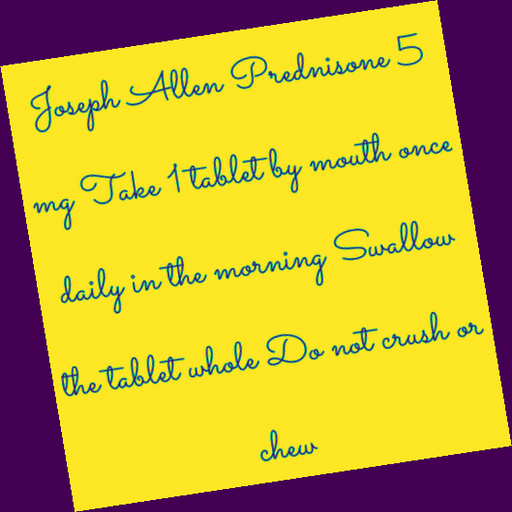 Joseph Allen Prednisone 5
mg Take 1 tablet by mouth once
daily in the morning Swallow
the tablet whole Do not crush or
chew